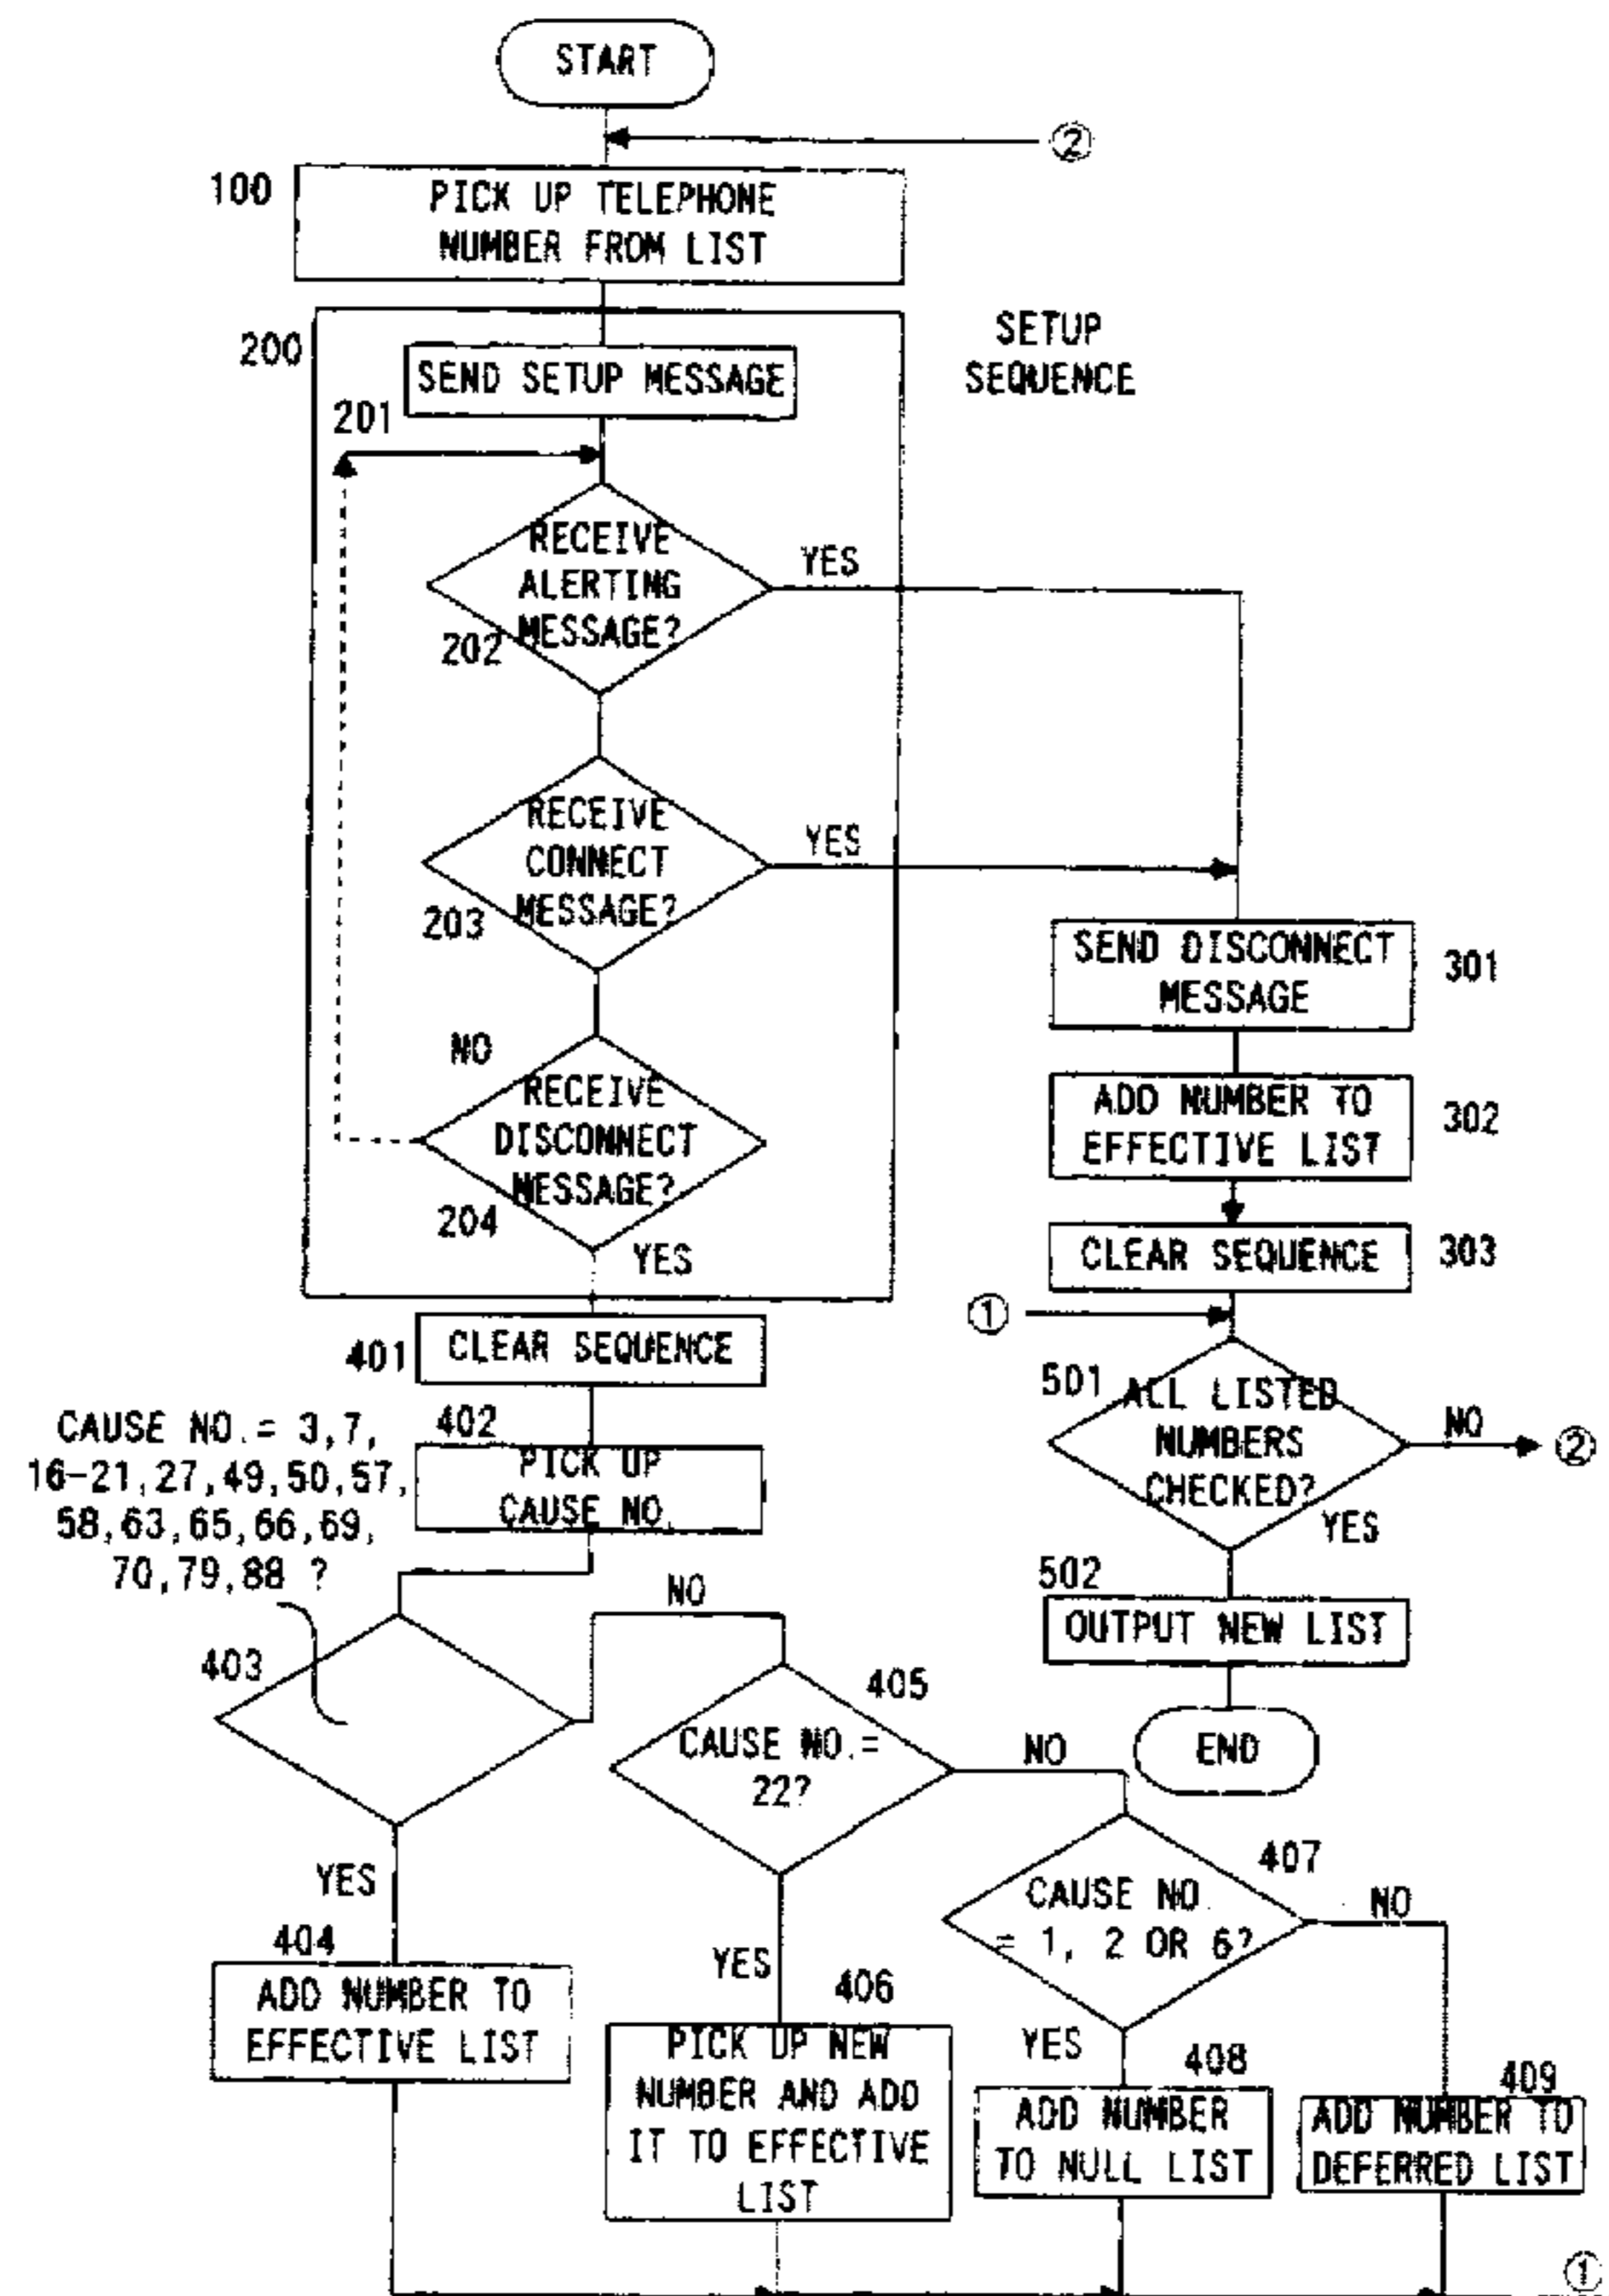 START
②
100
PICK UP TELEPHONE
NUMBER FROM LIST
200
SETUP
SEQUENCE
SEND SETUP MESSAGE
201
RECEIVE
ALERTING
MESSAGE?
202
YES
RECEIVE
CONNECT
MESSAGE?
203
YES
SEND DISCONNECT
MESSAGE
301
NO
RECEIVE
DISCONNECT
MESSAGE?
204
YES
ADD NUMBER TO
EFFECTIVE LIST
302
CLEAR SEQUENCE
303
①
401
CLEAR SEQUENCE
501
ALL LISTED
NUMBERS
CHECKED?
NO
②
YES
CAUSE NO.= 3,7,
16-21,27,49,50,57,
58,63,65,66,69,
70,79,88 ?
402
PICK UP
CAUSE NO.
502
OUTPUT NEW LIST
END
403
NO
405
CAUSE NO.=
22?
NO
407
CAUSE NO.
= 1, 2 OR 6?
NO
YES
404
ADD NUMBER TO
EFFECTIVE LIST
YES
406
PICK UP NEW
NUMBER AND ADD
IT TO EFFECTIVE
LIST
YES
408
ADD NUMBER
TO NULL LIST
409
ADD NUMBER TO
DEFERRED LIST
①